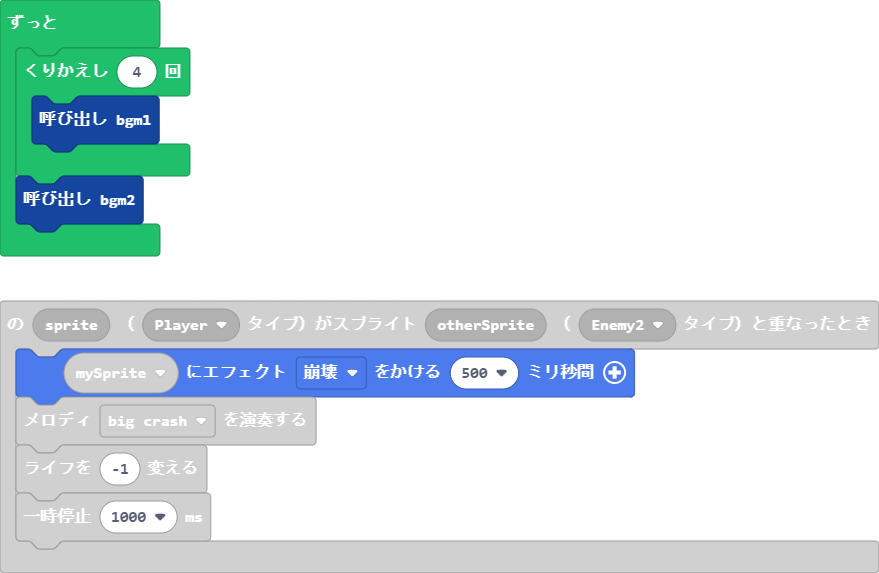 ずっと
くりかえし 4 回
呼び出し bgm1
呼び出し bgm2
の sprite （ Player タイプ）がスプライト otherSprite （ Enemy2 タイプ）と重なったとき
mySprite にエフェクト 崩壊 をかける 500 ミリ秒間
メロディ big crash を演奏する
ライフを -1 変える
一時停止 1000 ms